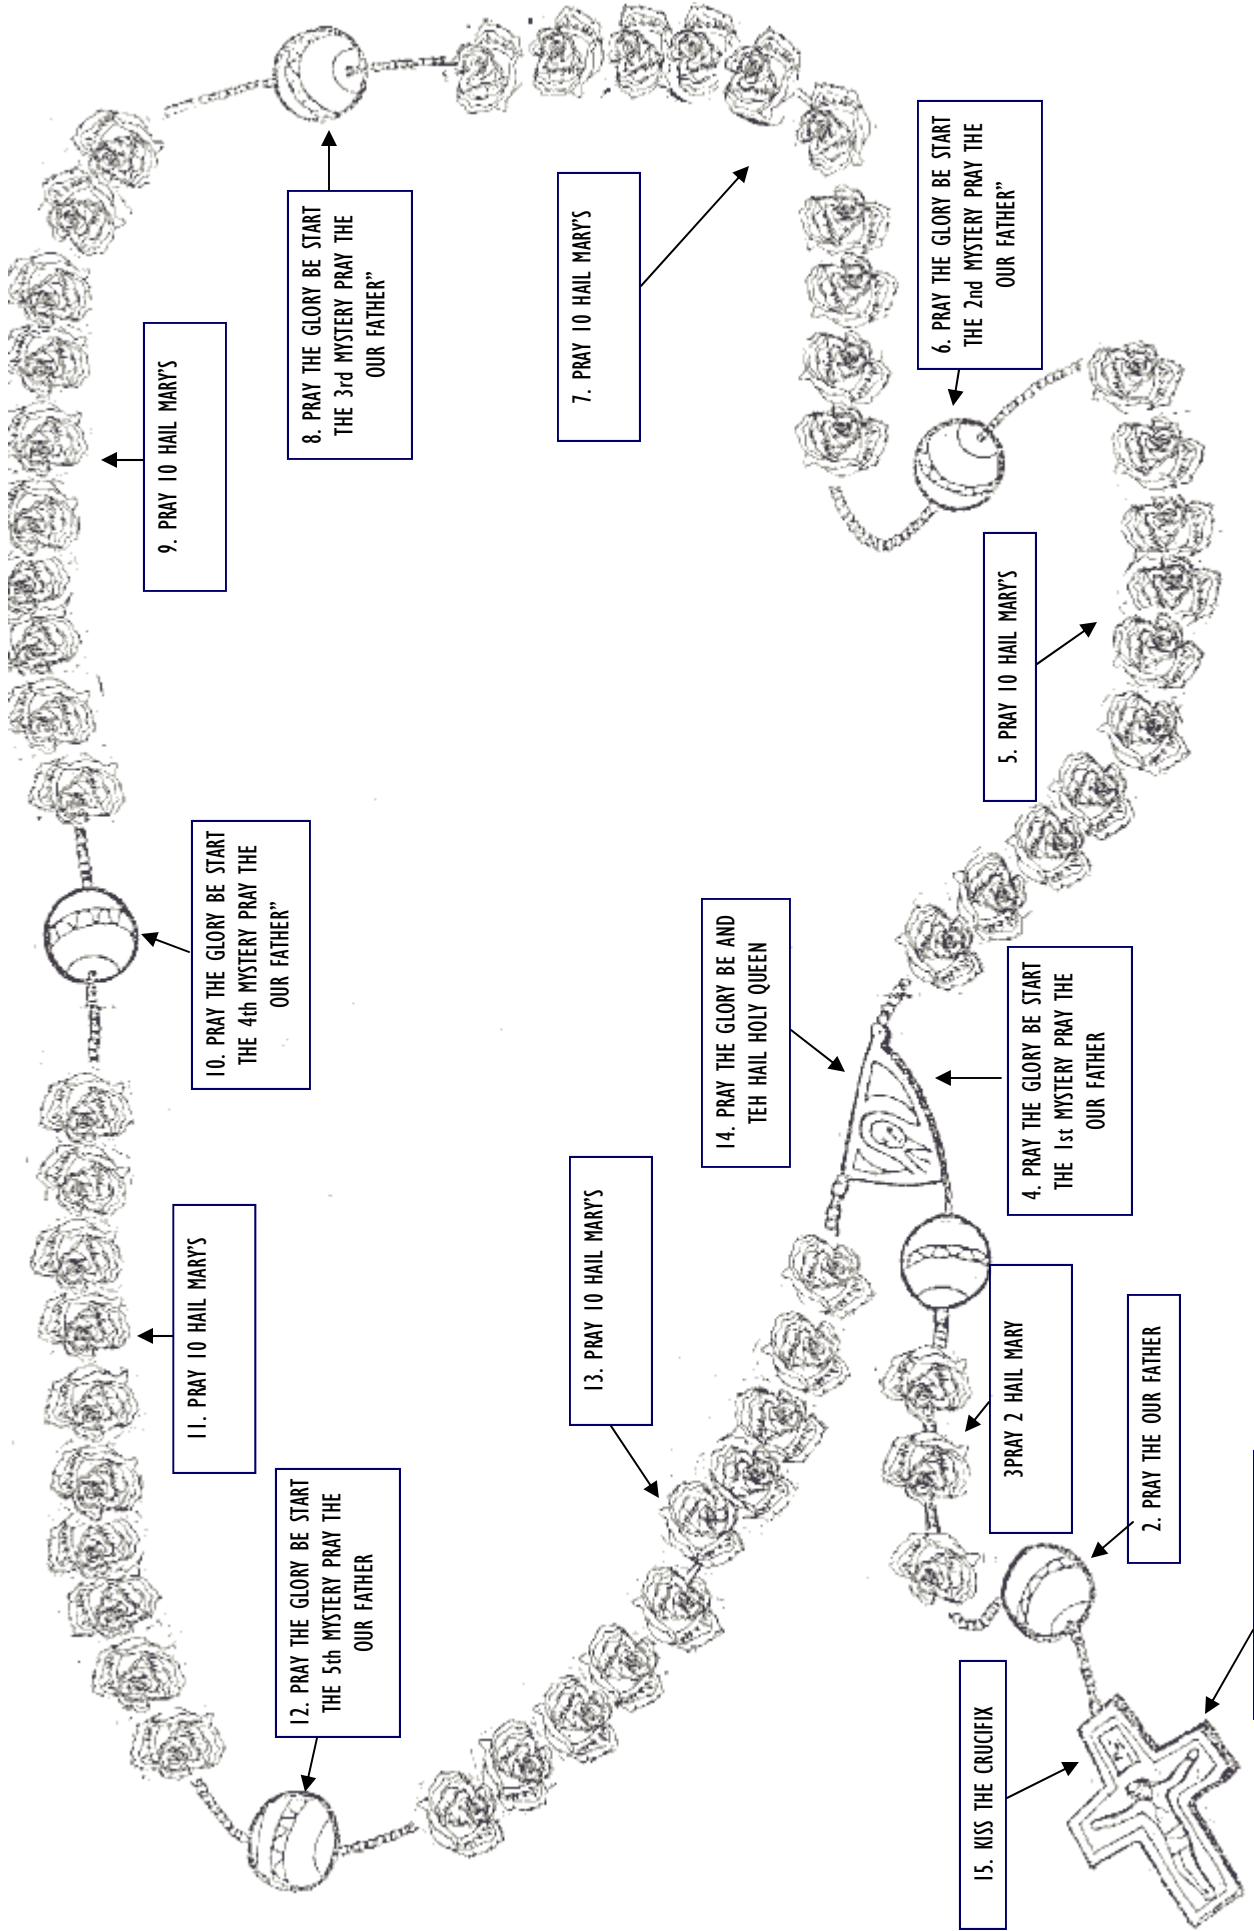 2. PRAY THE OUR FATHER
3PRAY 2 HAIL MARY
4. PRAY THE GLORY BE START
THE 1st MYSTERY PRAY THE
OUR FATHER
5. PRAY 10 HAIL MARY'S
6. PRAY THE GLORY BE START
THE 2nd MYSTERY PRAY THE
OUR FATHER”
7. PRAY 10 HAIL MARY'S
8. PRAY THE GLORY BE START
THE 3rd MYSTERY PRAY THE
OUR FATHER”
9. PRAY 10 HAIL MARY'S
10. PRAY THE GLORY BE START
THE 4th MYSTERY PRAY THE
OUR FATHER”
11. PRAY 10 HAIL MARY'S
12. PRAY THE GLORY BE START
THE 5th MYSTERY PRAY THE
OUR FATHER
13. PRAY 10 HAIL MARY'S
14. PRAY THE GLORY BE AND
TEH HAIL HOLY QUEEN
15. KISS THE CRUCIFIX